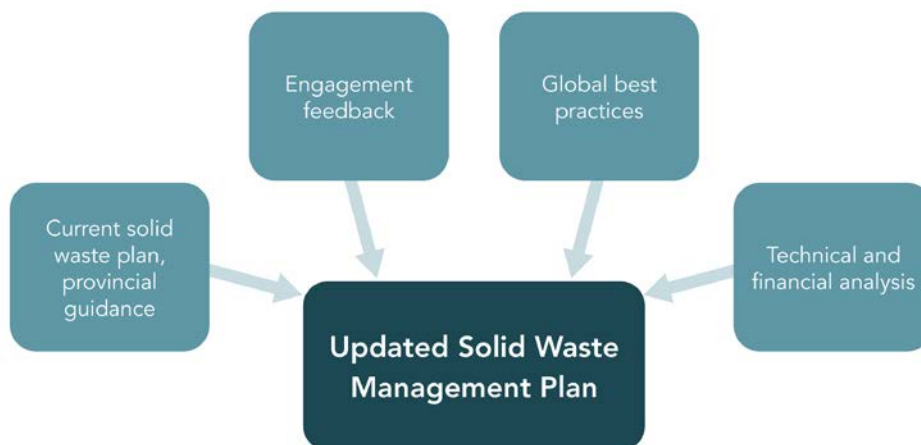 Engagement
feedback
Global best
practices
Current solid
waste plan,
provincial
guidance
Technical and
financial analysis
Updated Solid Waste
Management Plan